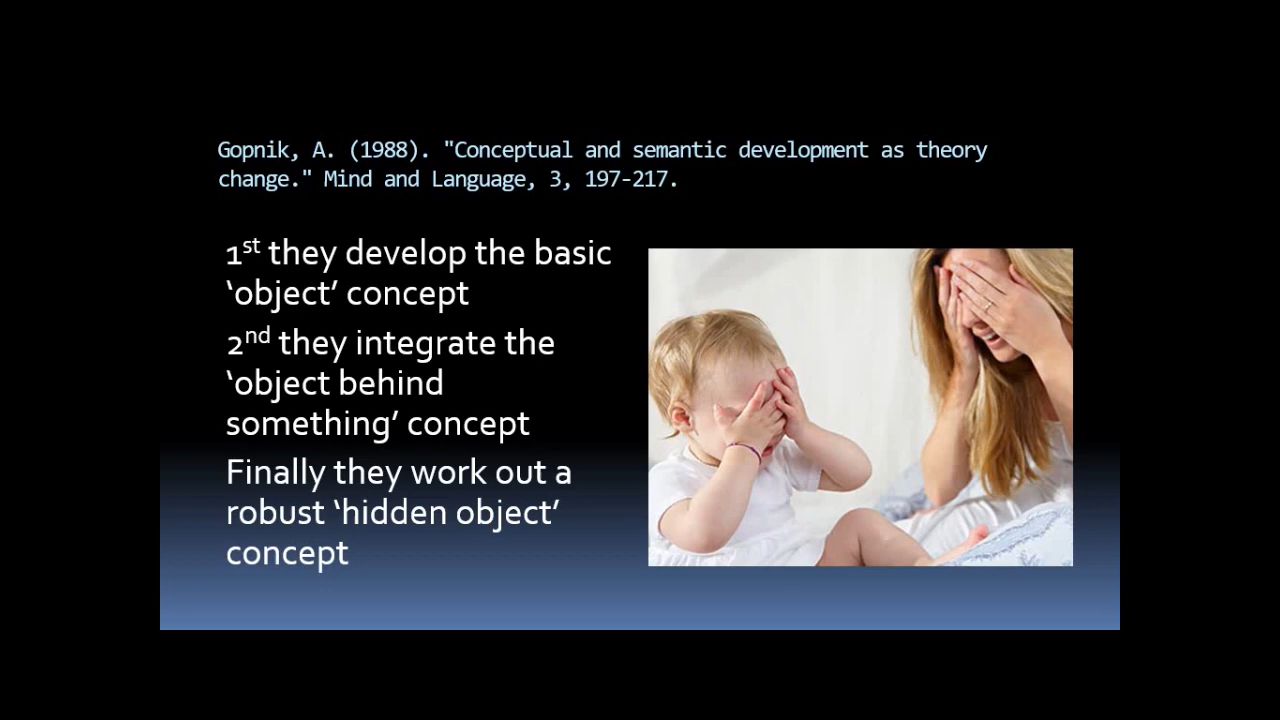 Gopnik, A. (1988). "Conceptual and semantic development as theory
change." Mind and Language, 3, 197-217.
1st they develop the basic
‘object’ concept
2nd they integrate the
‘object behind
something’ concept
Finally they work out a
robust ‘hidden object’
concept